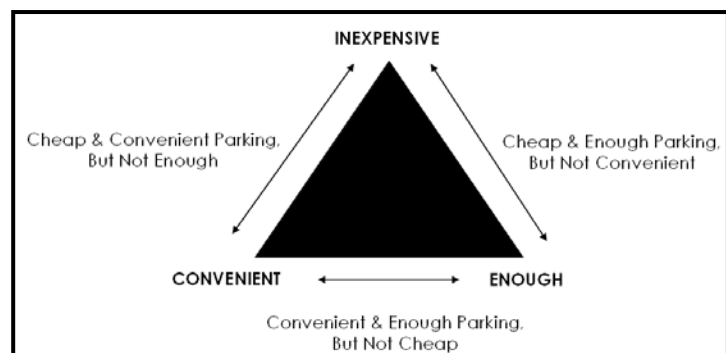 INEXPENSIVE
Cheap & Convenient Parking,
But Not Enough
Cheap & Enough Parking,
But Not Convenient
CONVENIENT
ENOUGH
Convenient & Enough Parking,
But Not Cheap